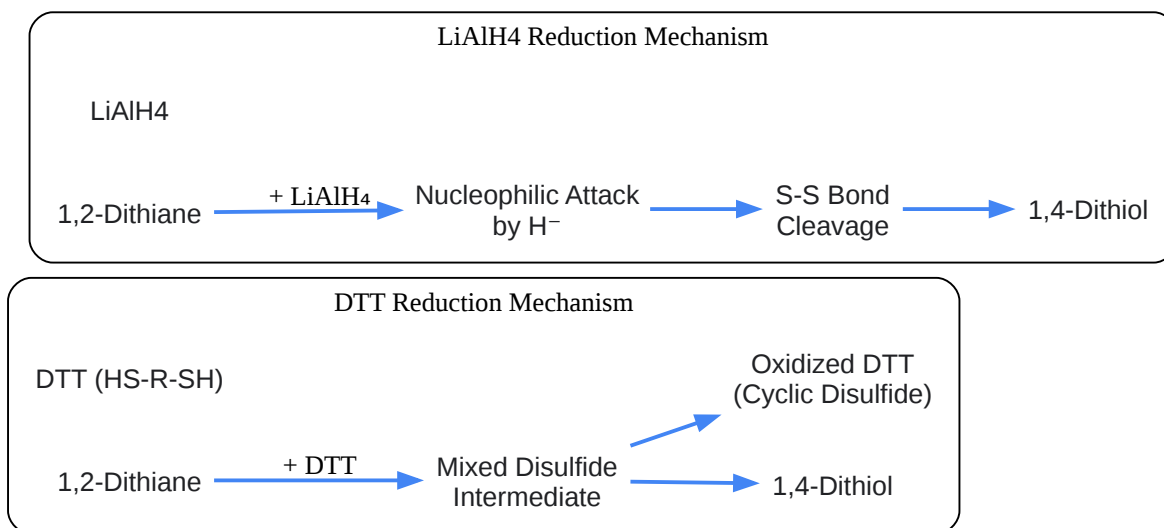 LiAlH4 Reduction Mechanism
LiAlH4
1,2-Dithiane
+ LiAlH₄
Nucleophilic Attack
by H⁻
S-S Bond
Cleavage
1,4-Dithiol
DTT Reduction Mechanism
DTT (HS-R-SH)
Oxidized DTT
(Cyclic Disulfide)
1,2-Dithiane
+ DTT
Mixed Disulfide
Intermediate
1,4-Dithiol